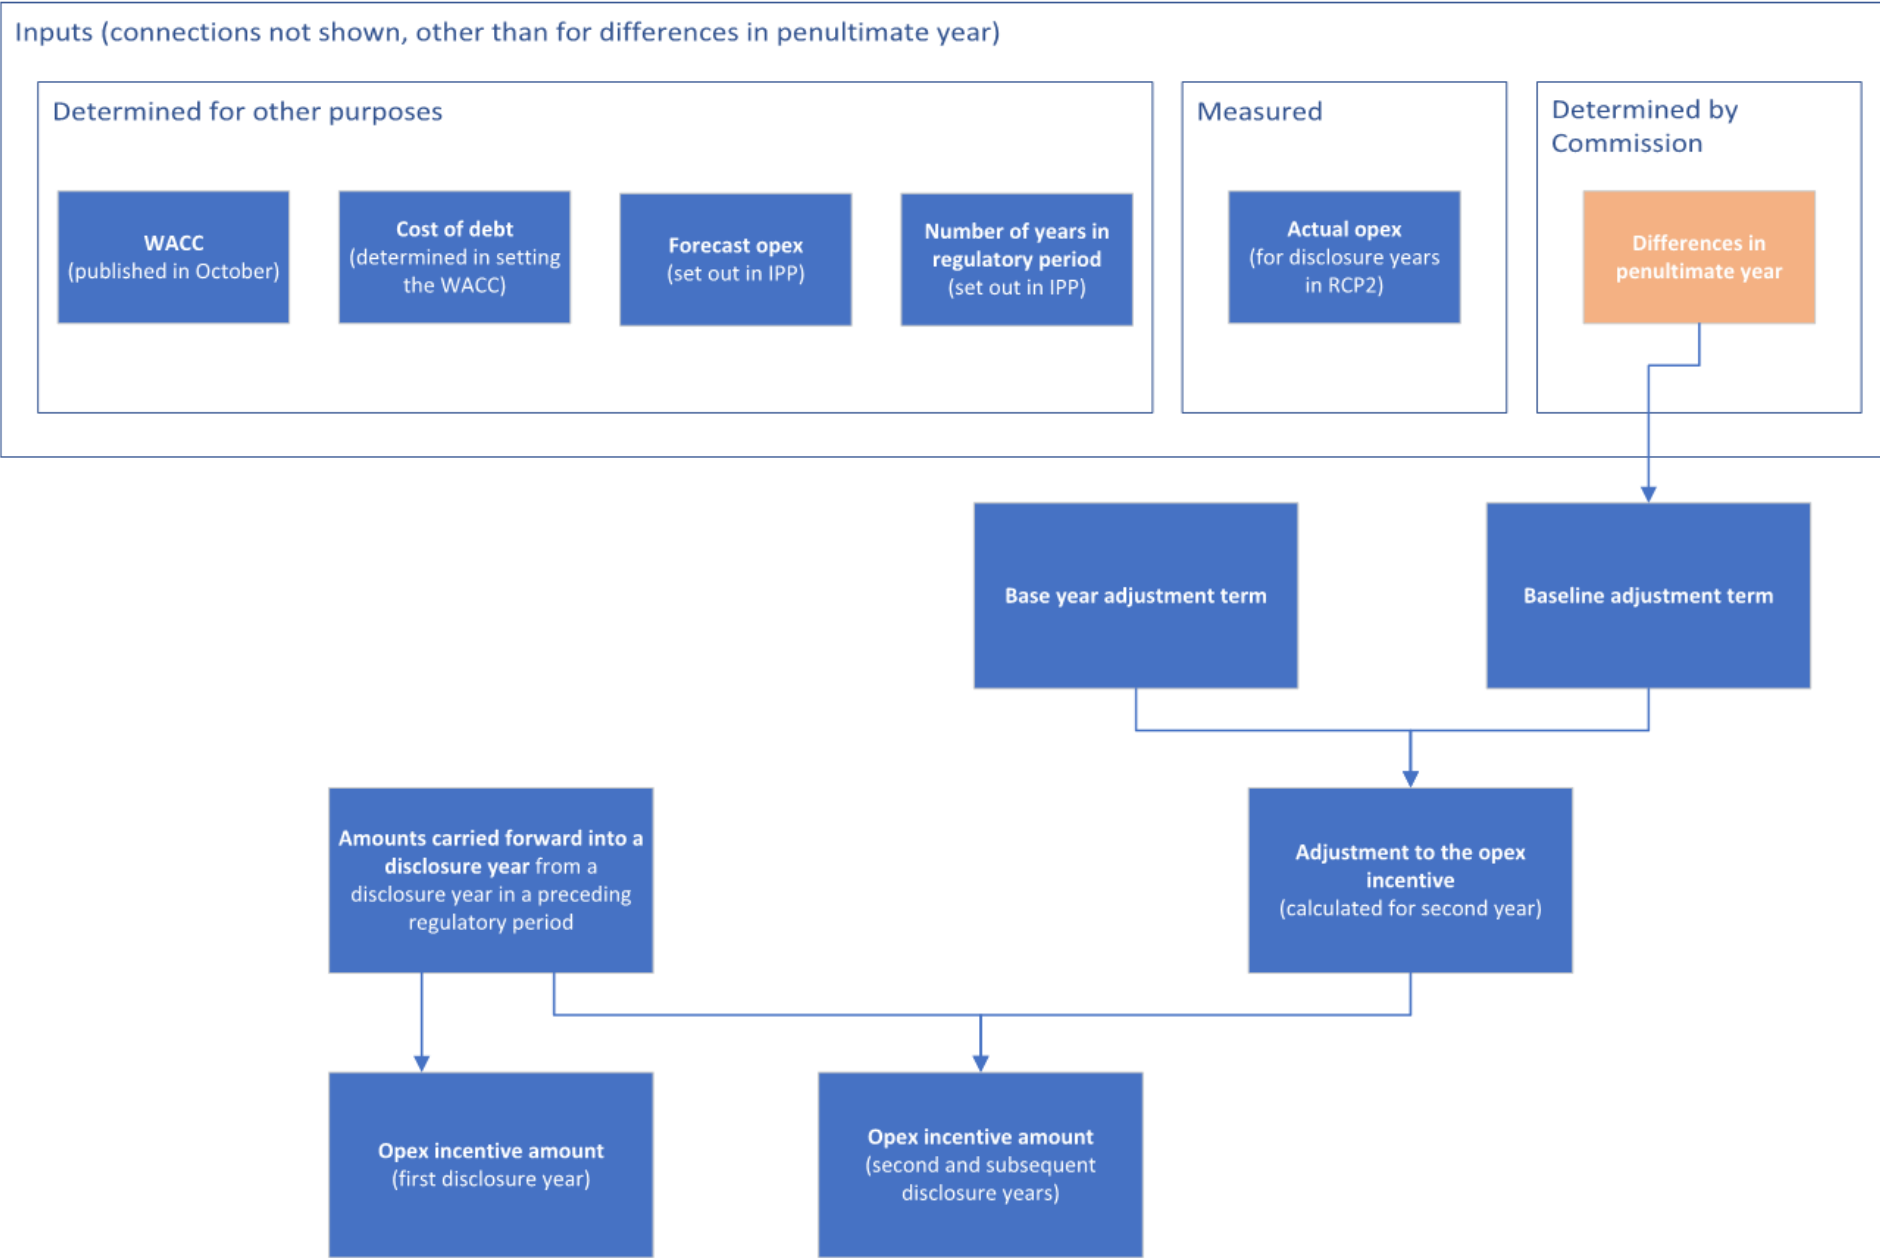 Inputs (connections not shown, other than for differences in penultimate year)
Determined for other purposes
Measured
Determined by
Commission
WACC
(published in October)
Cost of debt
(determined in setting
the WACC)
Forecast opex
(set out in IPP)
Number of years in
regulatory period
(set out in IPP)
Actual opex
(for disclosure years
in RCP2)
Differences in
penultimate year
Base year adjustment term
Baseline adjustment term
Amounts carried forward into a
disclosure year from a
disclosure year in a preceding
regulatory period
Adjustment to the opex
incentive
(calculated for second year)
Opex incentive amount
(first disclosure year)
Opex incentive amount
(second and subsequent
disclosure years)